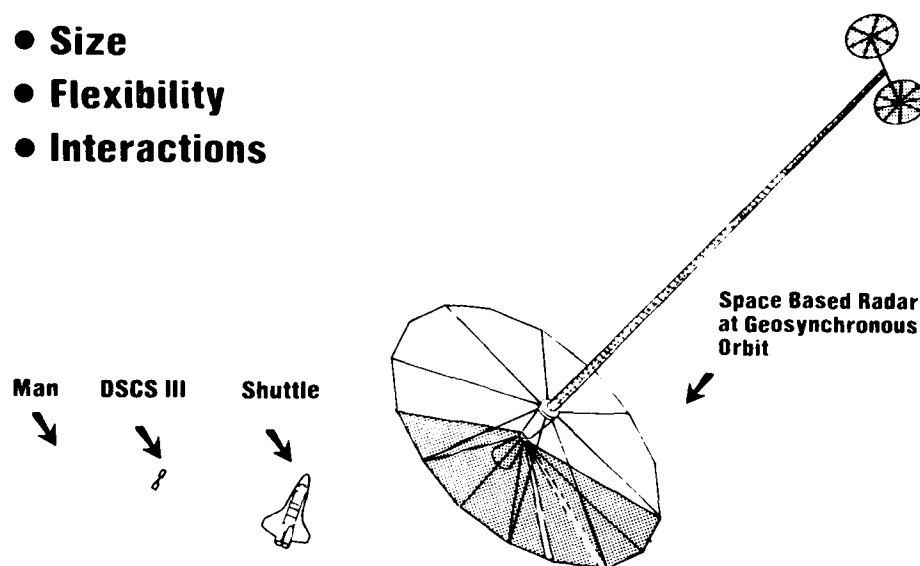 ● Size
● Flexibility
● Interactions
Space Based Radar
at Geosynchronous
Orbit
Man
DSCS III
Shuttle